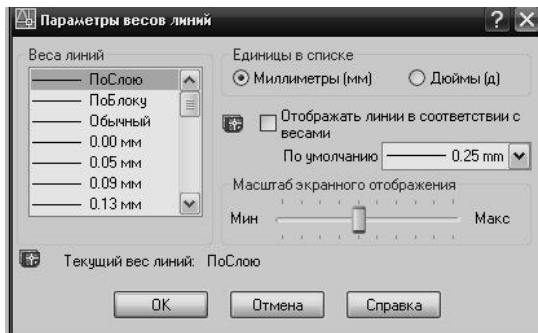 Параметры весов линий
Веса линий
ПоСлою
ПоБлоку
Обычный
0.00 мм
0.05 мм
0.09 мм
0.13 мм
Единицы в списке
Миллиметры (мм)
Дюймы (д)
Отображать линии в соответствии с
весами
По умолчанию
0.25 mm
Масштаб экранного отображения
Мин
Макс
Текущий вес линий: ПоСлою
OK
Отмена
Справка